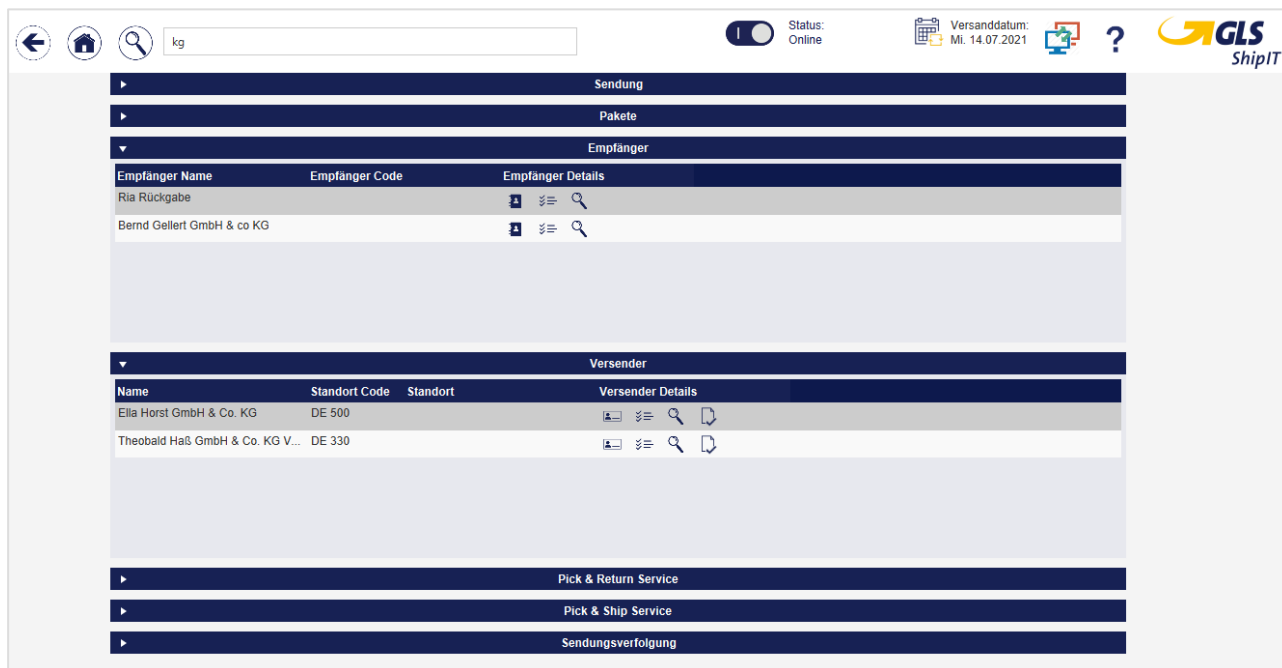 kg
Status:
Online
Versanddatum:
Mi. 14.07.2021
?
GLS
ShipIT
Sendung
Pakete
Empfänger
Empfänger Name Empfänger Code Empfänger Details
Ria Rückgabe
Bernd Gellert GmbH & co KG
Versender
Name Standort Code Standort Versender Details
Ella Horst GmbH & Co. KG DE 500
Theobald Haß GmbH & Co. KG V... DE 330
Pick & Return Service
Pick & Ship Service
Sendungsverfolgung